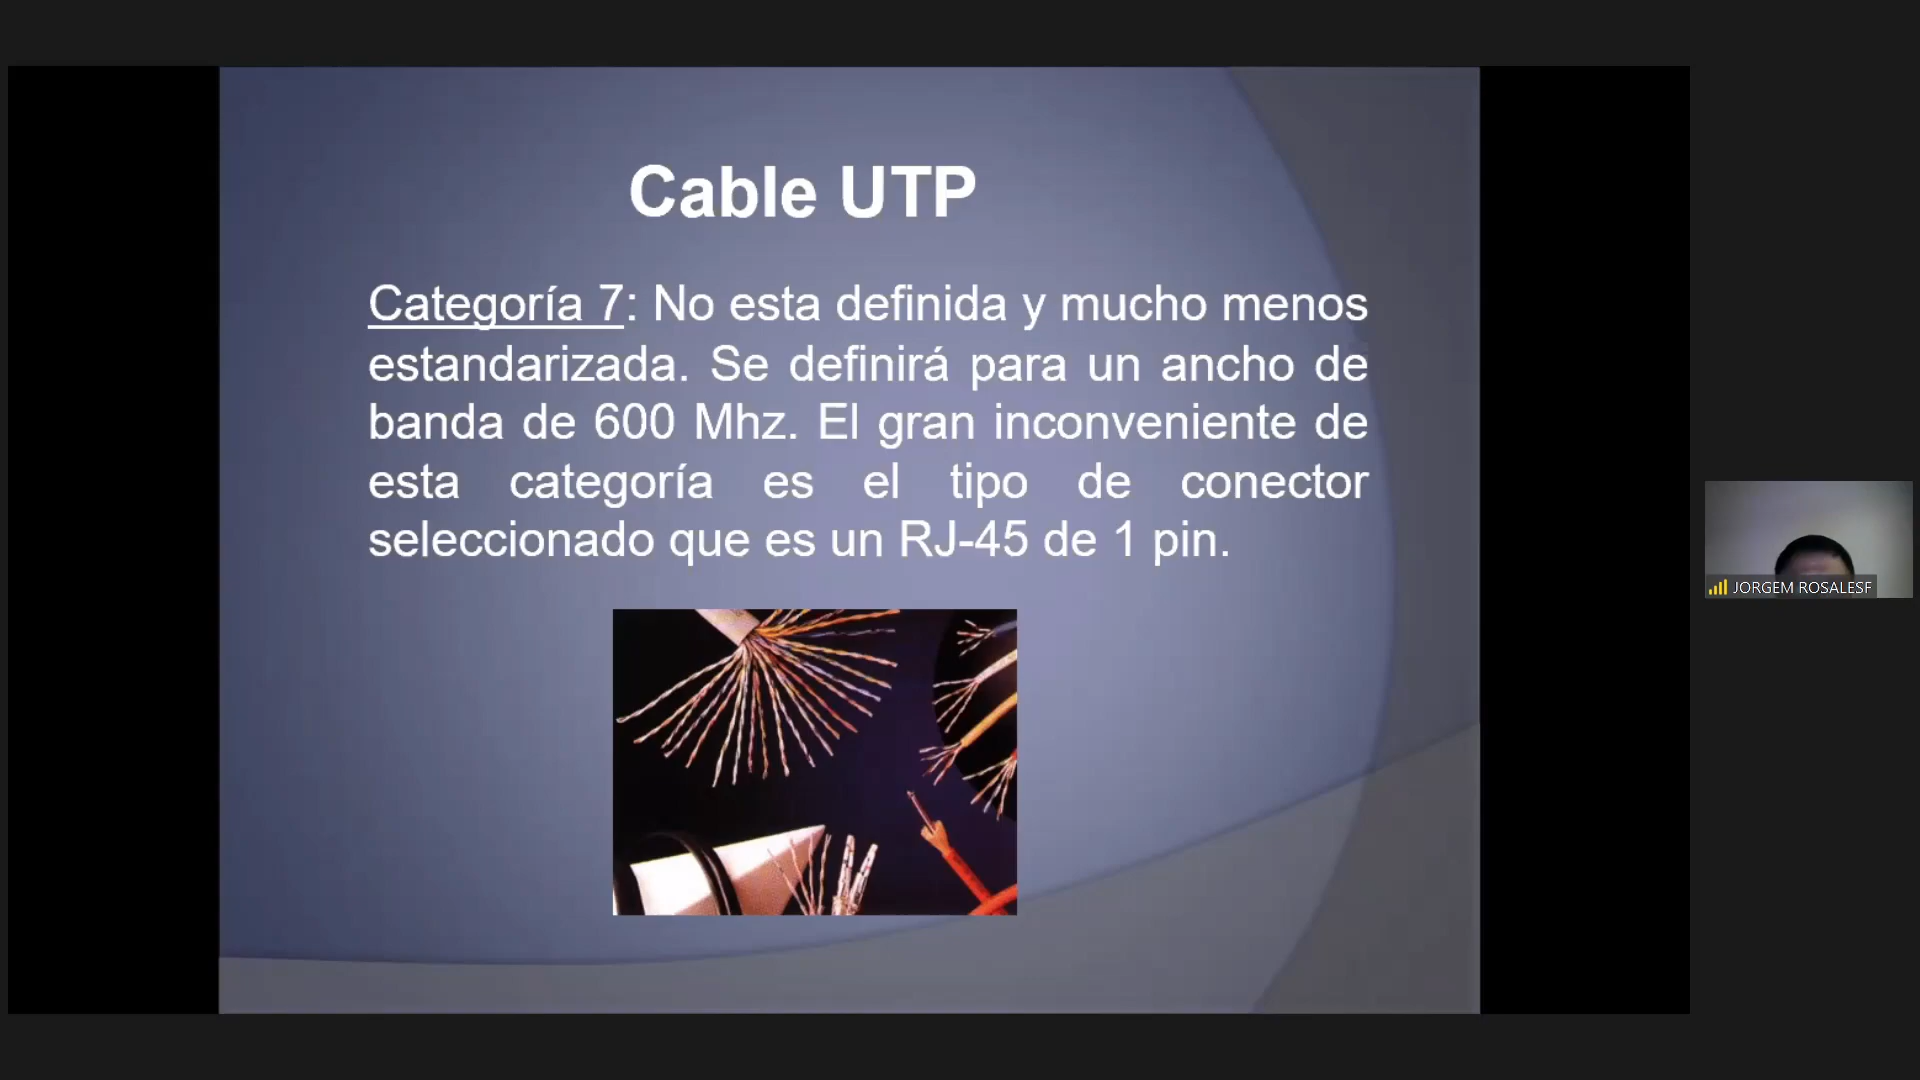 Cable UTP
Categoría 7: No esta definida y mucho menos
estandarizada. Se definirá para un ancho de
banda de 600 Mhz. El gran inconveniente de
esta categoría es el tipo de conector
seleccionado que es un RJ-45 de 1 pin.
JORGEM ROSALESF